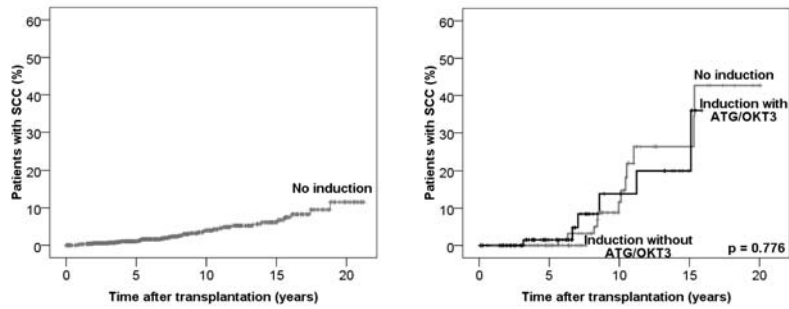 60
50
40
30
20
10
0
Patients with SCC (%)
No induction
0 5 10 15 20
Time after transplantation (years)
60
50
40
30
20
10
0
Patients with SCC (%)
No induction
Induction with
ATG/OKT3
Induction without
ATG/OKT3
p = 0.776
0 5 10 15 20
Time after transplantation (years)